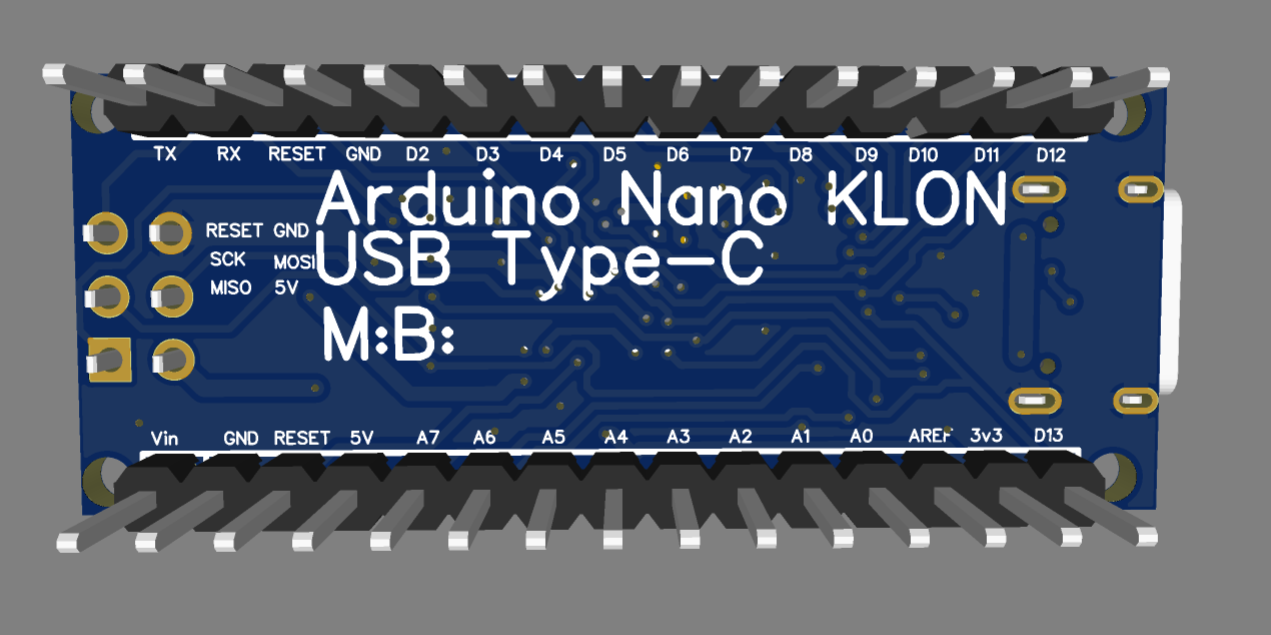 TX RX RESET GND D2 D3 D4 D5 D6 D7 D8 D9 D10 D11 D12
Arduino Nano KLON
RESET GND
USB Type-C
SCK MOSI
MISO 5V
M:B:
Vin GND RESET 5V A7 A6 A5 A4 A3 A2 A1 A0 AREF 3v3 D13